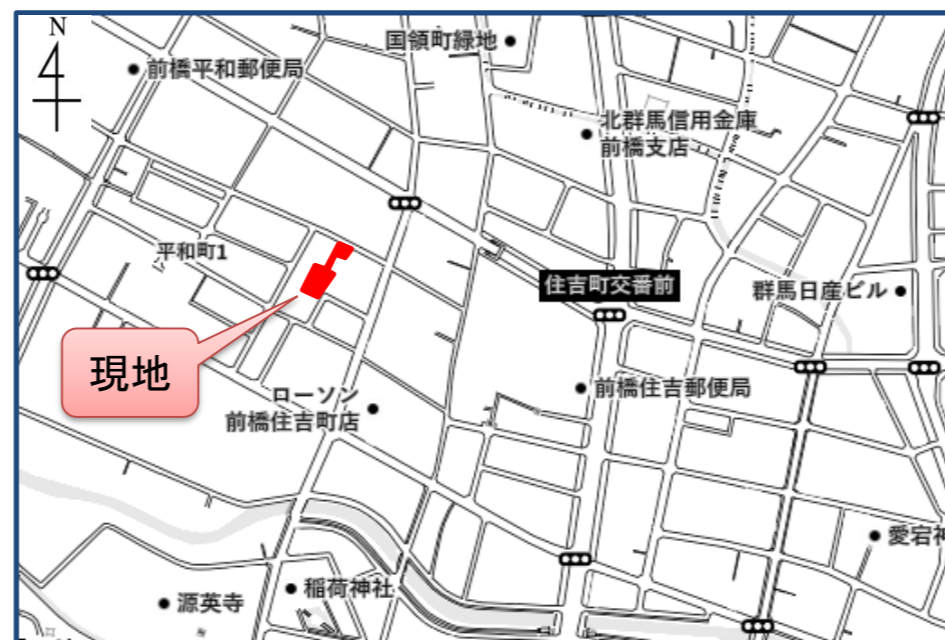 N
国領町緑地
前橋平和郵便局
北群馬信用金庫
前橋支店
平和町1
住吉町交番前
群馬日産ビル
現地
ローソン
前橋住吉町店
前橋住吉郵便局
愛宕神
稲荷神社
源英寺